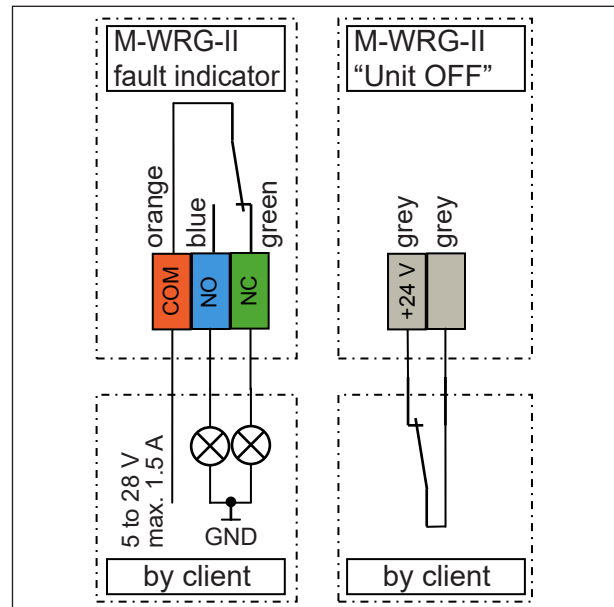 M-WRG-II
fault indicator
orange
blue
green
COM
NO
NC
5 to 28 V
max. 1.5 A
GND
by client
M-WRG-II
“Unit OFF”
grey
grey
+24 V
by client